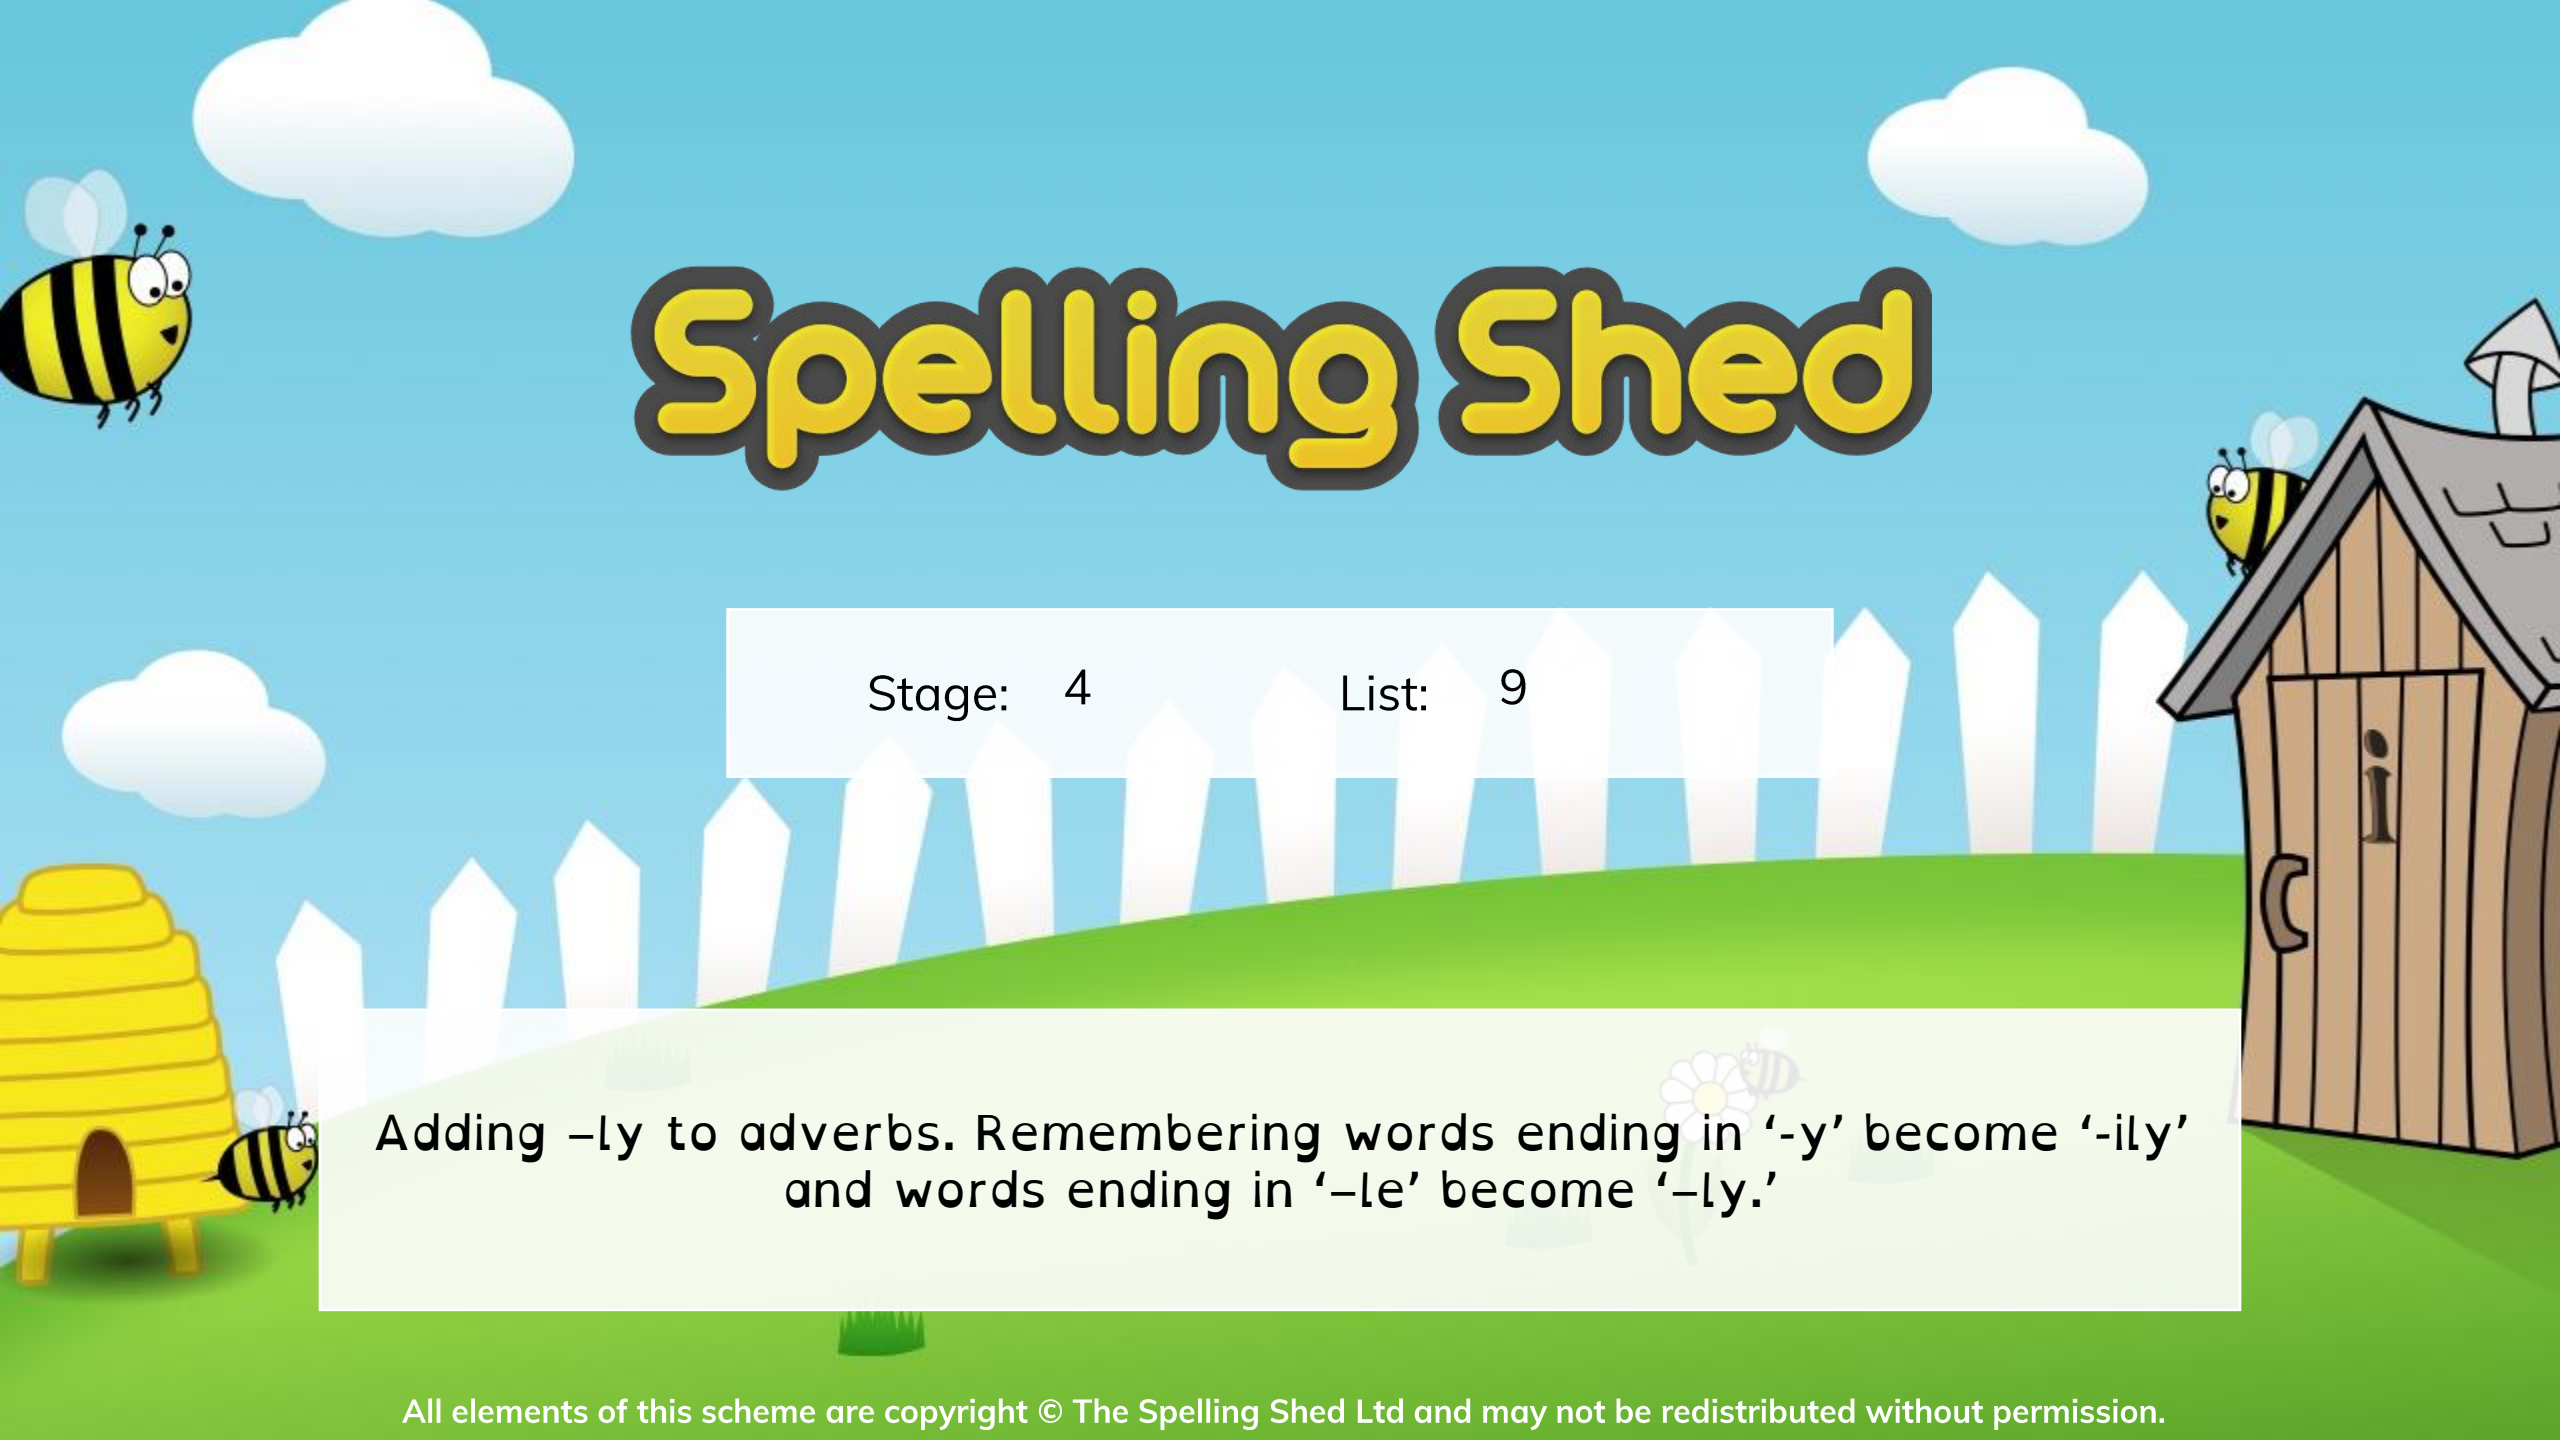 Spelling Shed
Stage: 4 List: 9
i
Adding –ly to adverbs. Remembering words ending in ‘-y’ become ‘-ily’
and words ending in ‘–le’ become ‘–ly.’
All elements of this scheme are copyright © The Spelling Shed Ltd and may not be redistributed without permission.